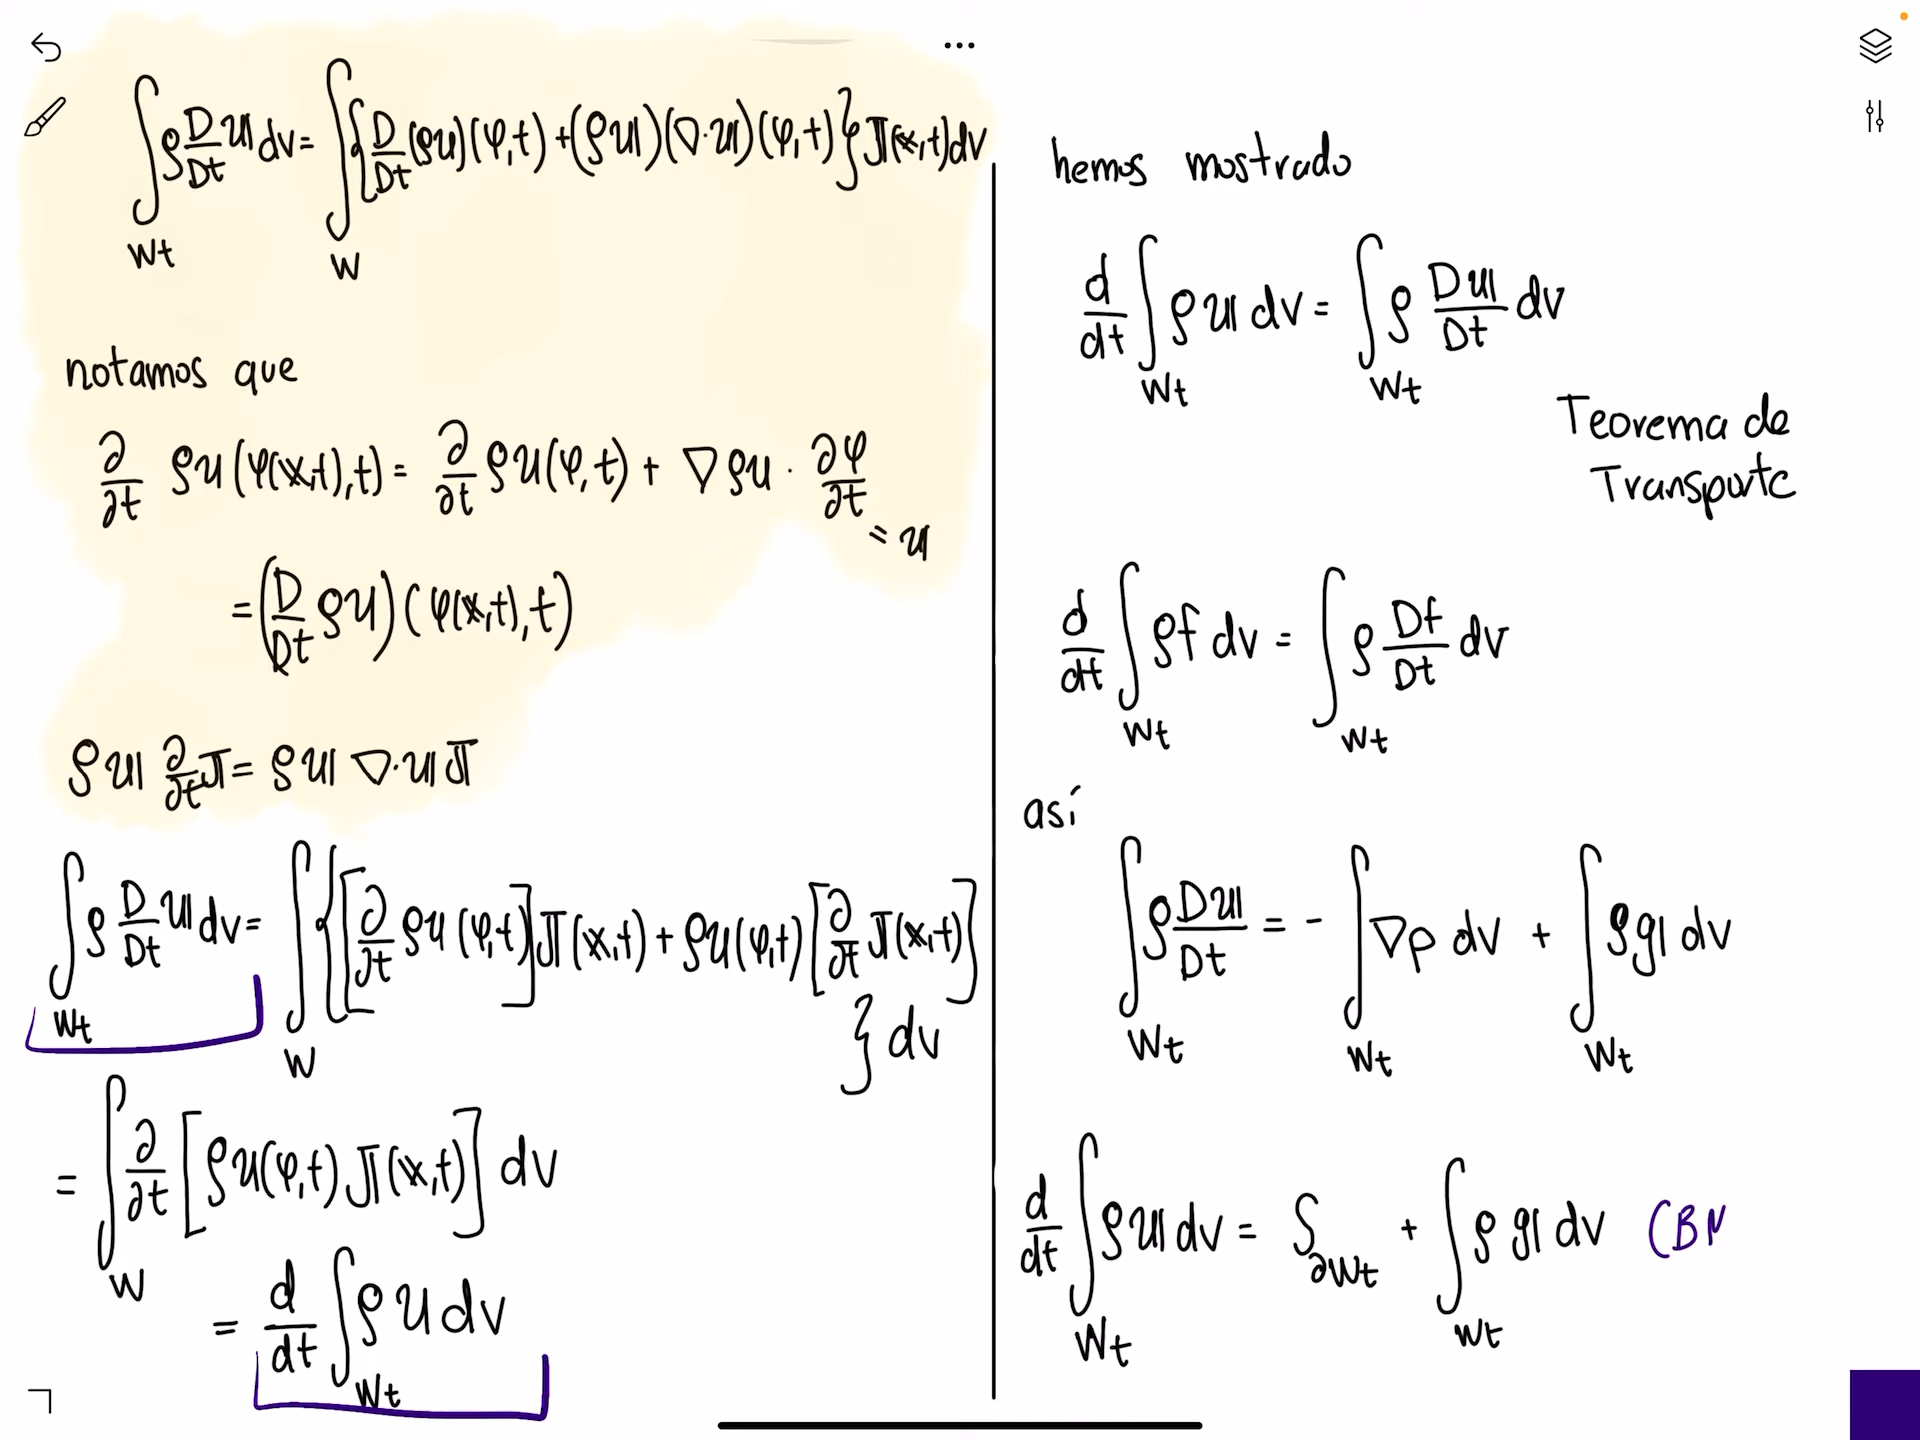 ∫_{Wt} ρ D/Dt 𝕦 dv = ∫_W { D/Dt (ρu)(φ,t) + (ρ𝕦)(∇·𝕦)(φ,t) } J(𝕩,t) dv
notamos que
∂/∂t ρu(φ(𝕩,t),t) = ∂/∂t ρu(φ,t) + ∇ρu · ∂φ/∂t
= 𝕦
= (D/Dt ρu)(φ(𝕩,t),t)
ρ𝕦 ∂/∂t J = ρ𝕦 ∇·𝕦 J
∫_{Wt} ρ D/Dt 𝕦 dv = ∫_W { [∂/∂t ρu(φ,t)] J(𝕩,t) + ρu(φ,t) [∂/∂t J(𝕩,t)]
} dv
= ∫_W ∂/∂t [ρu(φ,t) J(𝕩,t)] dv
= d/dt ∫_{Wt} ρ u dv
hemos mostrado
d/dt ∫_{Wt} ρ𝕦 dv = ∫_{Wt} ρ D𝕦/Dt dv
Teorema de
Transporte
d/dt ∫_{Wt} ρf dv = ∫_{Wt} ρ Df/Dt dv
así
∫_{Wt} ρ D𝕦/Dt = - ∫_{Wt} ∇p dv + ∫_{Wt} ρ𝕘 dv
d/dt ∫_{Wt} ρ𝕦 dv = S_{∂Wt} + ∫_{Wt} ρ𝕘 dv (BM